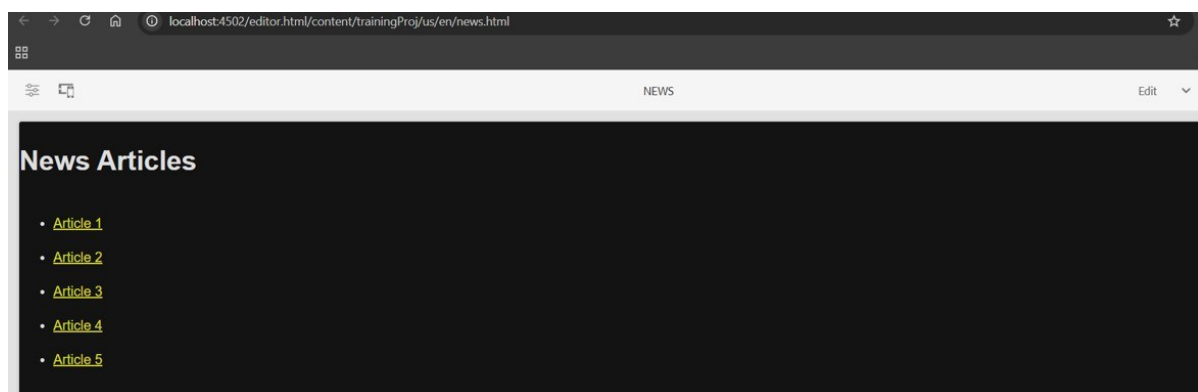 localhost:4502/editor.html/content/trainingProj/us/en/news.html
NEWS Edit
News Articles
• Article 1
• Article 2
• Article 3
• Article 4
• Article 5